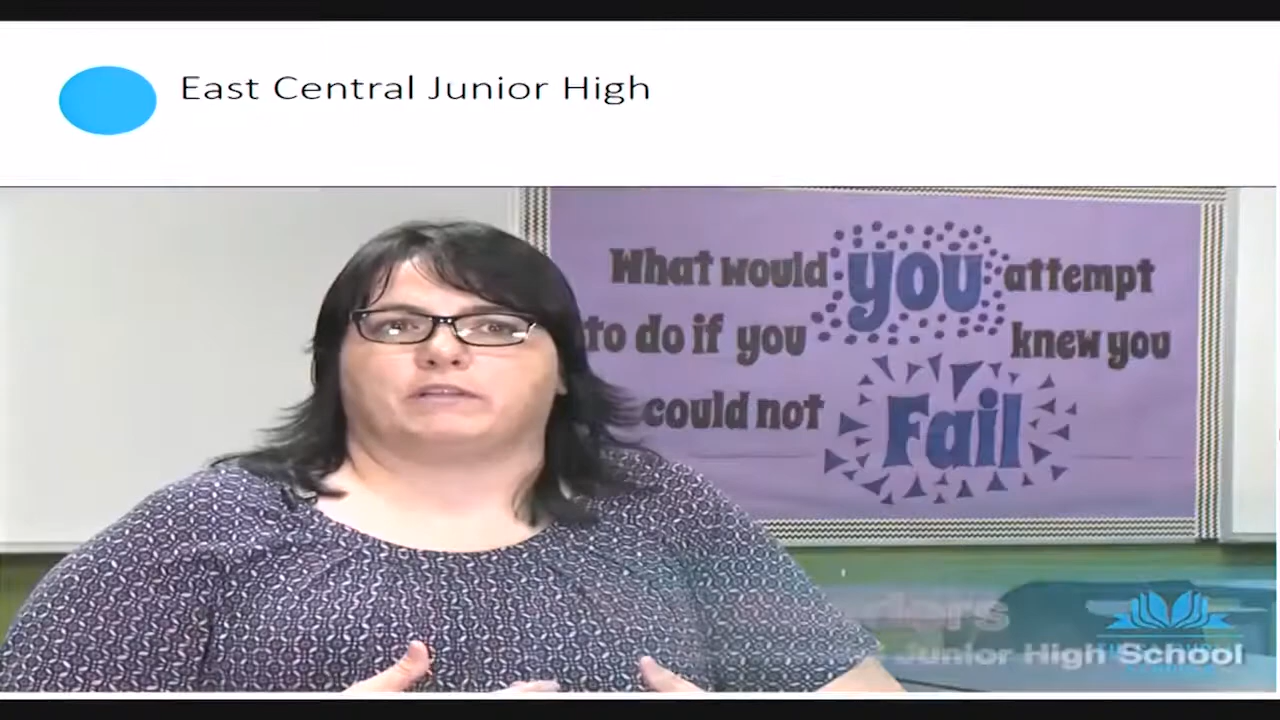 East Central Junior High
What would you attempt
to do if you knew you
could not Fail
Junior High School